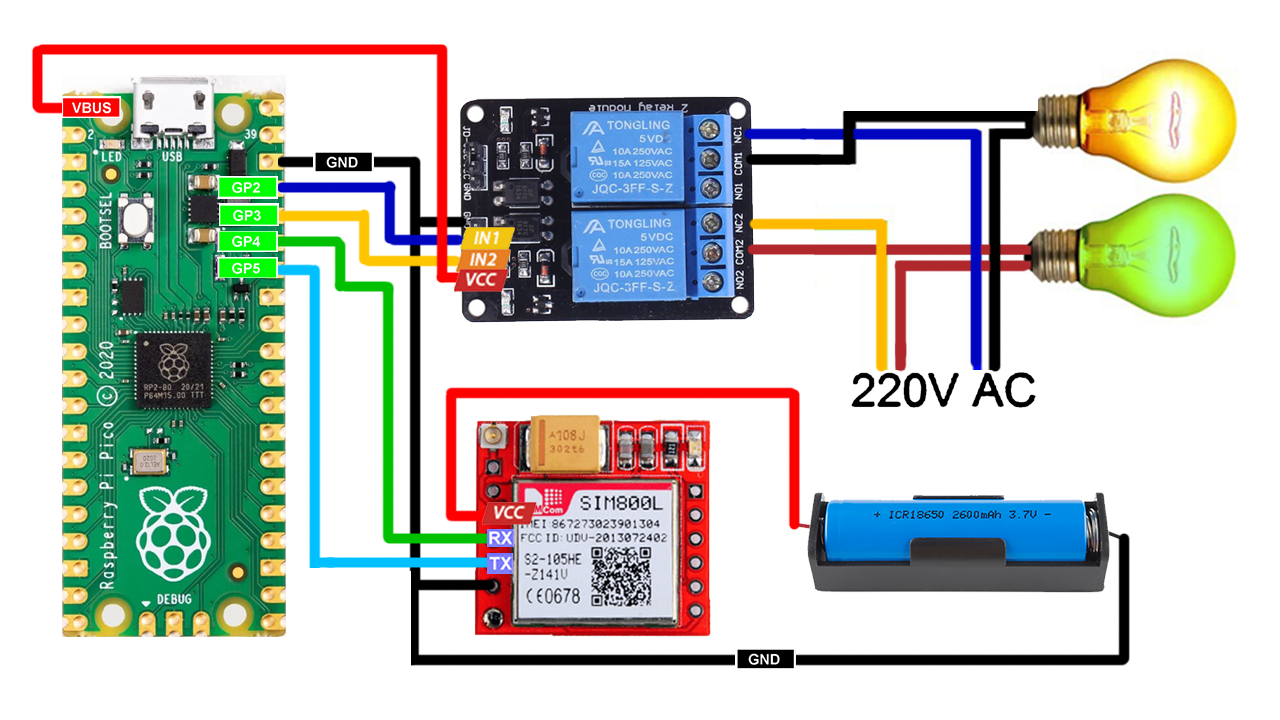 VBUS
2
39
LED
USB
GND
GP2
GP3
GP4
GP5
BOOTSEL
RP2-B0 20/21
P64M15.00 TTT
Raspberry Pi Pico © 2020
DEBUG
2 Relay Module
GND
IN1
IN2
VCC
TONGLING
5VDC
10A 250VAC
15A 125VAC
10A 250VAC
JQC-3FF-S-Z
TONGLING
5VDC
10A 250VAC
15A 125VAC
10A 250VAC
JQC-3FF-S-Z
NC1
COM1
NO1
NC2
COM2
NO2
220V AC
A108J
302t6
SIM800L
VCC
RX
TX
IMEI:867273023901304
FCC ID:UDV-2013072402
S2-105HE
-Z141U
CE0678
+ ICR18650 2600mAh 3.7V -
GND